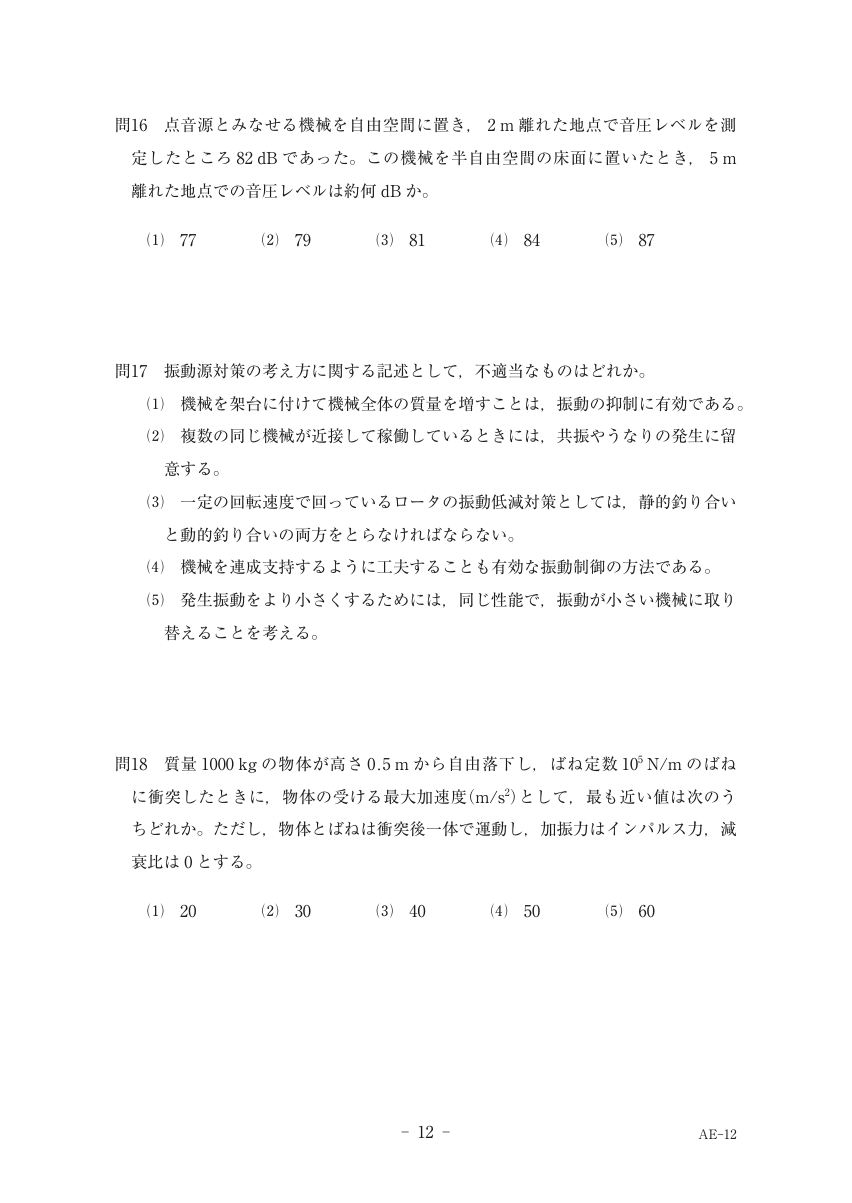 問16　点音源とみなせる機械を自由空間に置き，2 m 離れた地点で音圧レベルを測
定したところ 82 dB であった。この機械を半自由空間の床面に置いたとき，5 m
離れた地点での音圧レベルは約何 dB か。
⑴　77　⑵　79　⑶　81　⑷　84　⑸　87
問17　振動源対策の考え方に関する記述として，不適当なものはどれか。
⑴　機械を架台に付けて機械全体の質量を増すことは，振動の抑制に有効である。
⑵　複数の同じ機械が近接して稼働しているときには，共振やうなりの発生に留
意する。
⑶　一定の回転速度で回っているロータの振動低減対策としては，静的釣り合い
と動的釣り合いの両方をとらなければならない。
⑷　機械を連成支持するように工夫することも有効な振動制御の方法である。
⑸　発生振動をより小さくするためには，同じ性能で，振動が小さい機械に取り
替えることを考える。
問18　質量 1000 kg の物体が高さ 0.5 m から自由落下し，ばね定数 10⁵ N/m のばね
に衝突したときに，物体の受ける最大加速度(m/s²)として，最も近い値は次のう
ちどれか。ただし，物体とばねは衝突後一体で運動し，加振力はインパルス力，減
衰比は 0 とする。
⑴　20　⑵　30　⑶　40　⑷　50　⑸　60
－ 12 －
AE–12